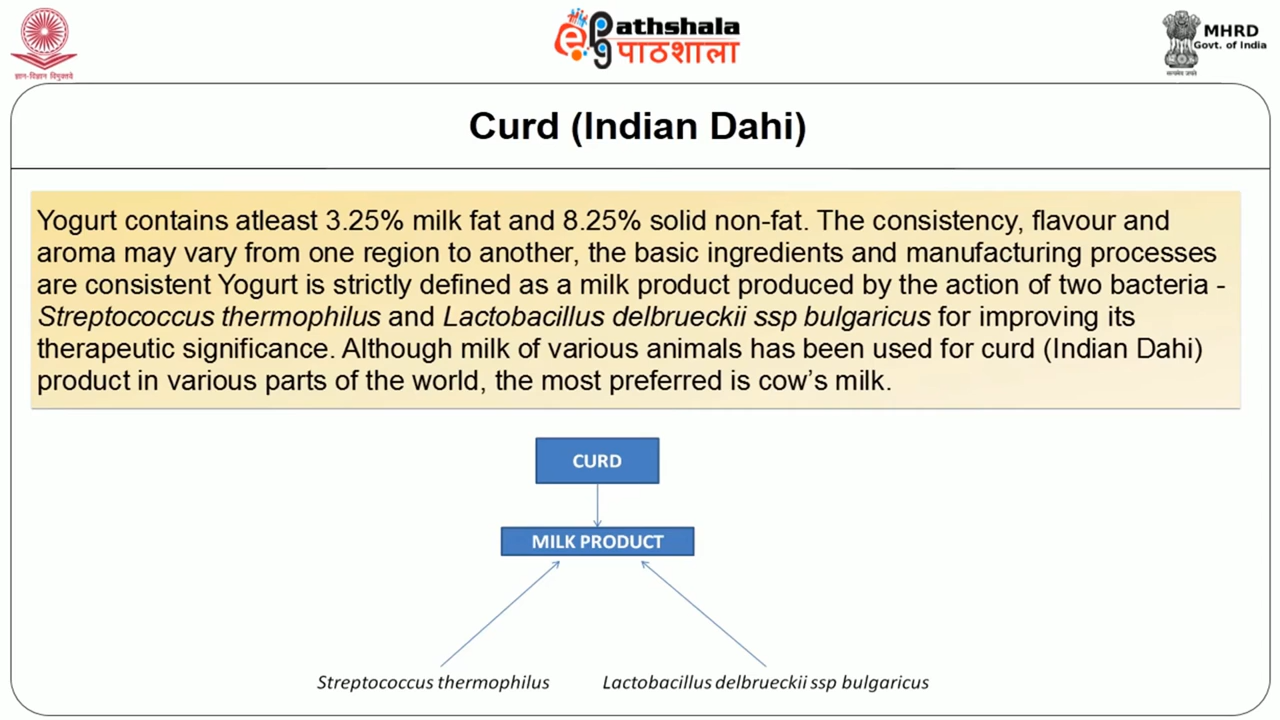 ePg Pathshala
पाठशाला
MHRD
Govt. of India
ज्ञान-विज्ञान विमुक्तये
सत्यमेव जयते
Curd (Indian Dahi)
Yogurt contains atleast 3.25% milk fat and 8.25% solid non-fat. The consistency, flavour and
aroma may vary from one region to another, the basic ingredients and manufacturing processes
are consistent Yogurt is strictly defined as a milk product produced by the action of two bacteria -
Streptococcus thermophilus and Lactobacillus delbrueckii ssp bulgaricus for improving its
therapeutic significance. Although milk of various animals has been used for curd (Indian Dahi)
product in various parts of the world, the most preferred is cow’s milk.
CURD
MILK PRODUCT
Streptococcus thermophilus
Lactobacillus delbrueckii ssp bulgaricus